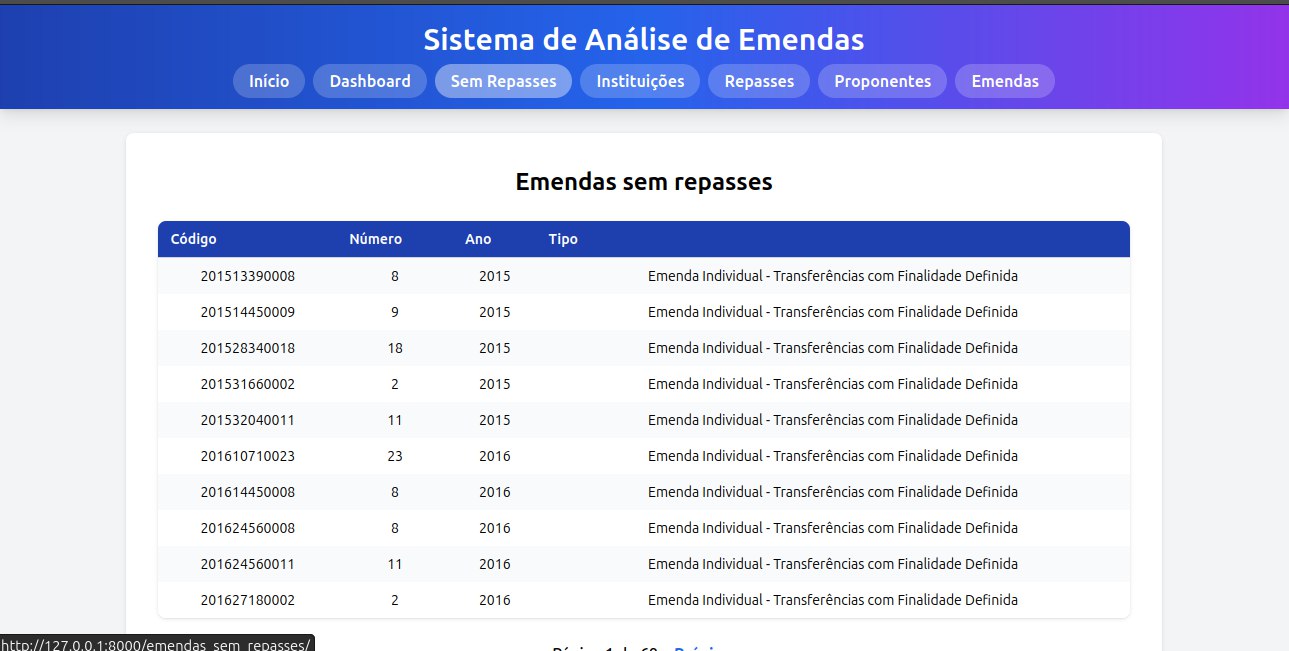 Sistema de Análise de Emendas
Início Dashboard Sem Repasses Instituições Repasses Proponentes Emendas
Emendas sem repasses
Código Número Ano Tipo
201513390008 8 2015 Emenda Individual - Transferências com Finalidade Definida
201514450009 9 2015 Emenda Individual - Transferências com Finalidade Definida
201528340018 18 2015 Emenda Individual - Transferências com Finalidade Definida
201531660002 2 2015 Emenda Individual - Transferências com Finalidade Definida
201532040011 11 2015 Emenda Individual - Transferências com Finalidade Definida
201610710023 23 2016 Emenda Individual - Transferências com Finalidade Definida
201614450008 8 2016 Emenda Individual - Transferências com Finalidade Definida
201624560008 8 2016 Emenda Individual - Transferências com Finalidade Definida
201624560011 11 2016 Emenda Individual - Transferências com Finalidade Definida
201627180002 2 2016 Emenda Individual - Transferências com Finalidade Definida
http://127.0.0.1:8000/emendas_sem_repasses/